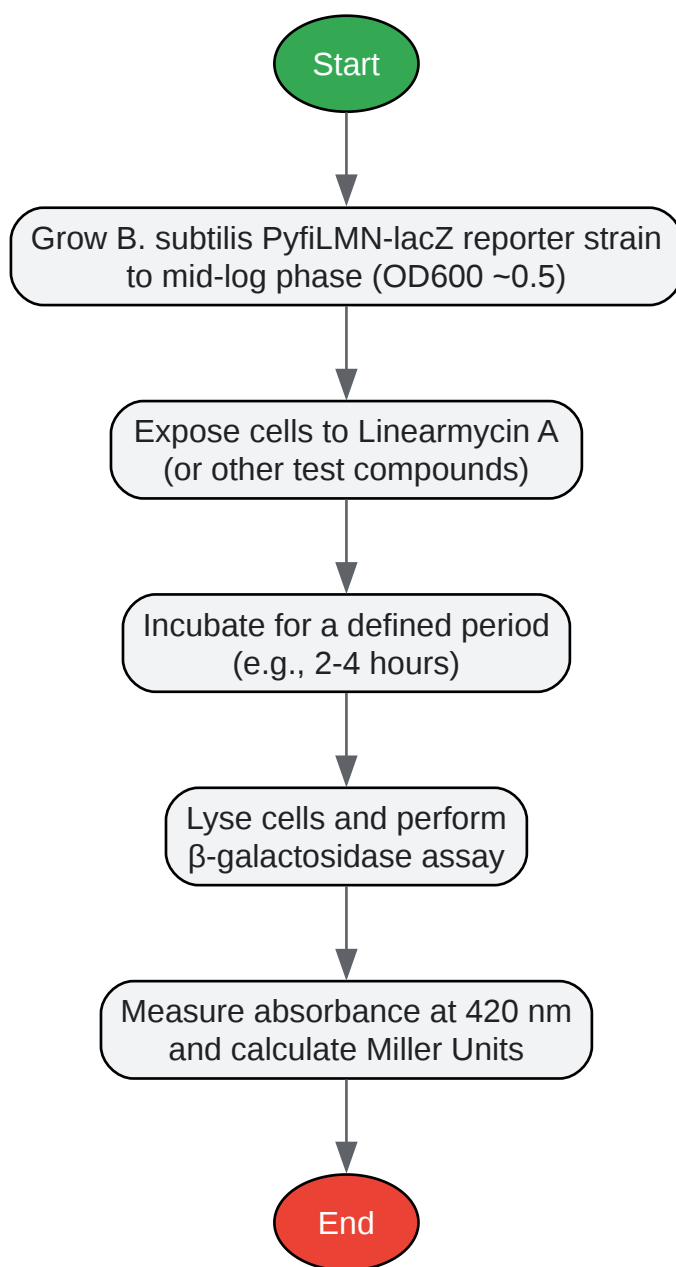 Start
Grow B. subtilis PyfiLMN-lacZ reporter strain
to mid-log phase (OD600 ~0.5)
Expose cells to Linearmycin A
(or other test compounds)
Incubate for a defined period
(e.g., 2-4 hours)
Lyse cells and perform
β-galactosidase assay
Measure absorbance at 420 nm
and calculate Miller Units
End